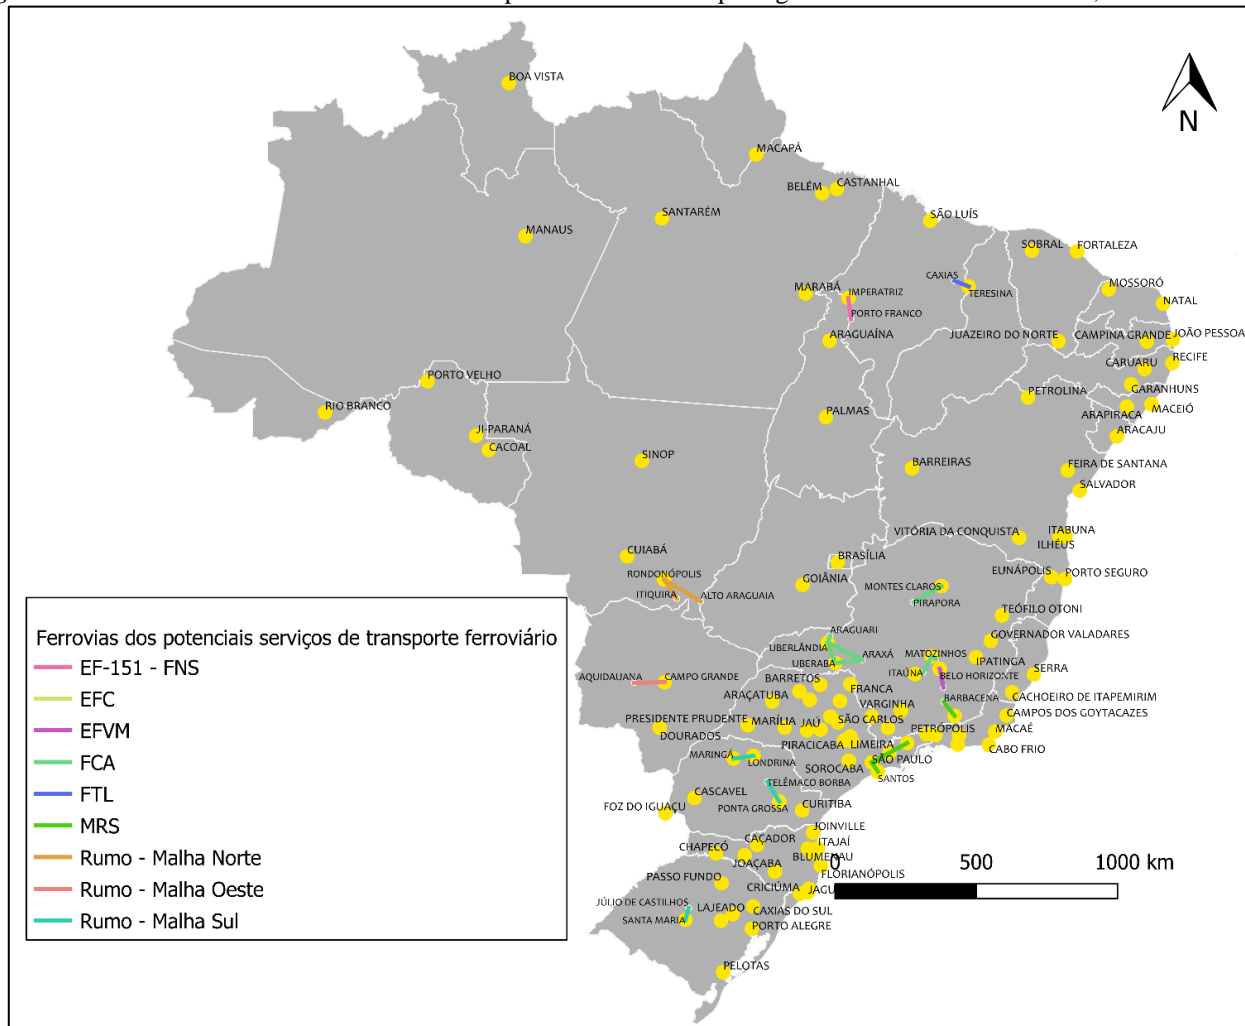 BOA VISTA
N
MACAPÁ
BELÉM
CASTANHAL
SANTARÉM
SÃO LUÍS
MANAUS
SOBRAL
FORTALEZA
CAXIAS
MARABÁ
IMPERATRIZ
TERESINA
MOSSORÓ
NATAL
PORTO FRANCO
ARAGUAÍNA
JUAZEIRO DO NORTE
CAMPINA GRANDE
JOÃO PESSOA
RECIFE
CARUARU
PORTO VELHO
GARANHUNS
PETROLINA
RIO BRANCO
PALMAS
ARAPIRACA
MACEIÓ
JI-PARANÁ
ARACAJU
CACOAL
SINOP
BARREIRAS
FEIRA DE SANTANA
SALVADOR
VITÓRIA DA CONQUISTA
ITABUNA
ILHÉUS
CUIABÁ
BRASÍLIA
RONDONÓPOLIS
GOIÂNIA
EUNÁPOLIS
PORTO SEGURO
MONTES CLAROS
ITIQUIRA
ALTO ARAGUAIA
PIRAPORA
TEÓFILO OTONI
ARAGUARI
GOVERNADOR VALADARES
UBERLÂNDIA
ARAXÁ
MATOZINHOS
UBERABA
IPATINGA
ITAÚNA
BELO HORIZONTE
SERRA
AQUIDAUANA
CAMPO GRANDE
BARRETOS
FRANCA
ARAÇATUBA
BARBACENA
CACHOEIRO DE ITAPEMIRIM
VARGINHA
CAMPOS DOS GOYTACAZES
PRESIDENTE PRUDENTE
MARÍLIA
JAÚ
SÃO CARLOS
PETRÓPOLIS
MACAÉ
DOURADOS
PIRACICABA
LIMEIRA
CABO FRIO
MARINGÁ
LONDRINA
SÃO PAULO
SOROCABA
SANTOS
TELÊMACO BORBA
CASCAVEL
FOZ DO IGUAÇU
PONTA GROSSA
CURITIBA
JOINVILLE
CAÇADOR
ITAJAÍ
CHAPECÓ
BLUMENAU
JOAÇABA
PASSO FUNDO
FLORIANÓPOLIS
CRICIÚMA
JAGU
JÚLIO DE CASTILHOS
LAJEADO
CAXIAS DO SUL
SANTA MARIA
PORTO ALEGRE
PELOTAS
0 500 1000 km
Ferrovias dos potenciais serviços de transporte ferroviário
EF-151 - FNS
EFC
EFVM
FCA
FTL
MRS
Rumo - Malha Norte
Rumo - Malha Oeste
Rumo - Malha Sul